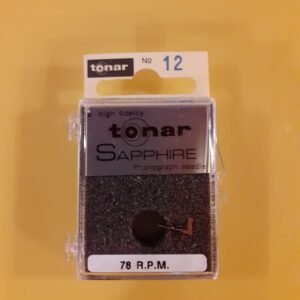 tonar No 12
high fidelity
tonar
SAPPHIRE
Phonograph needle
78 R.P.M.